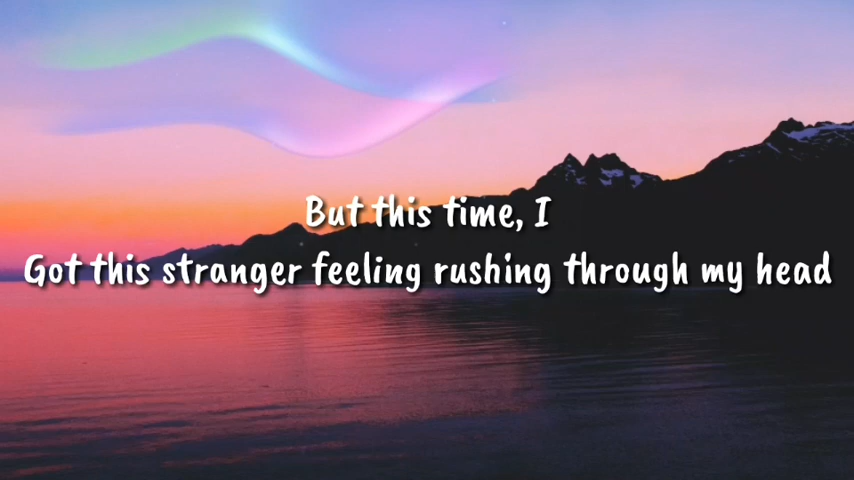 But this time, I
Got this stranger feeling rushing through my head